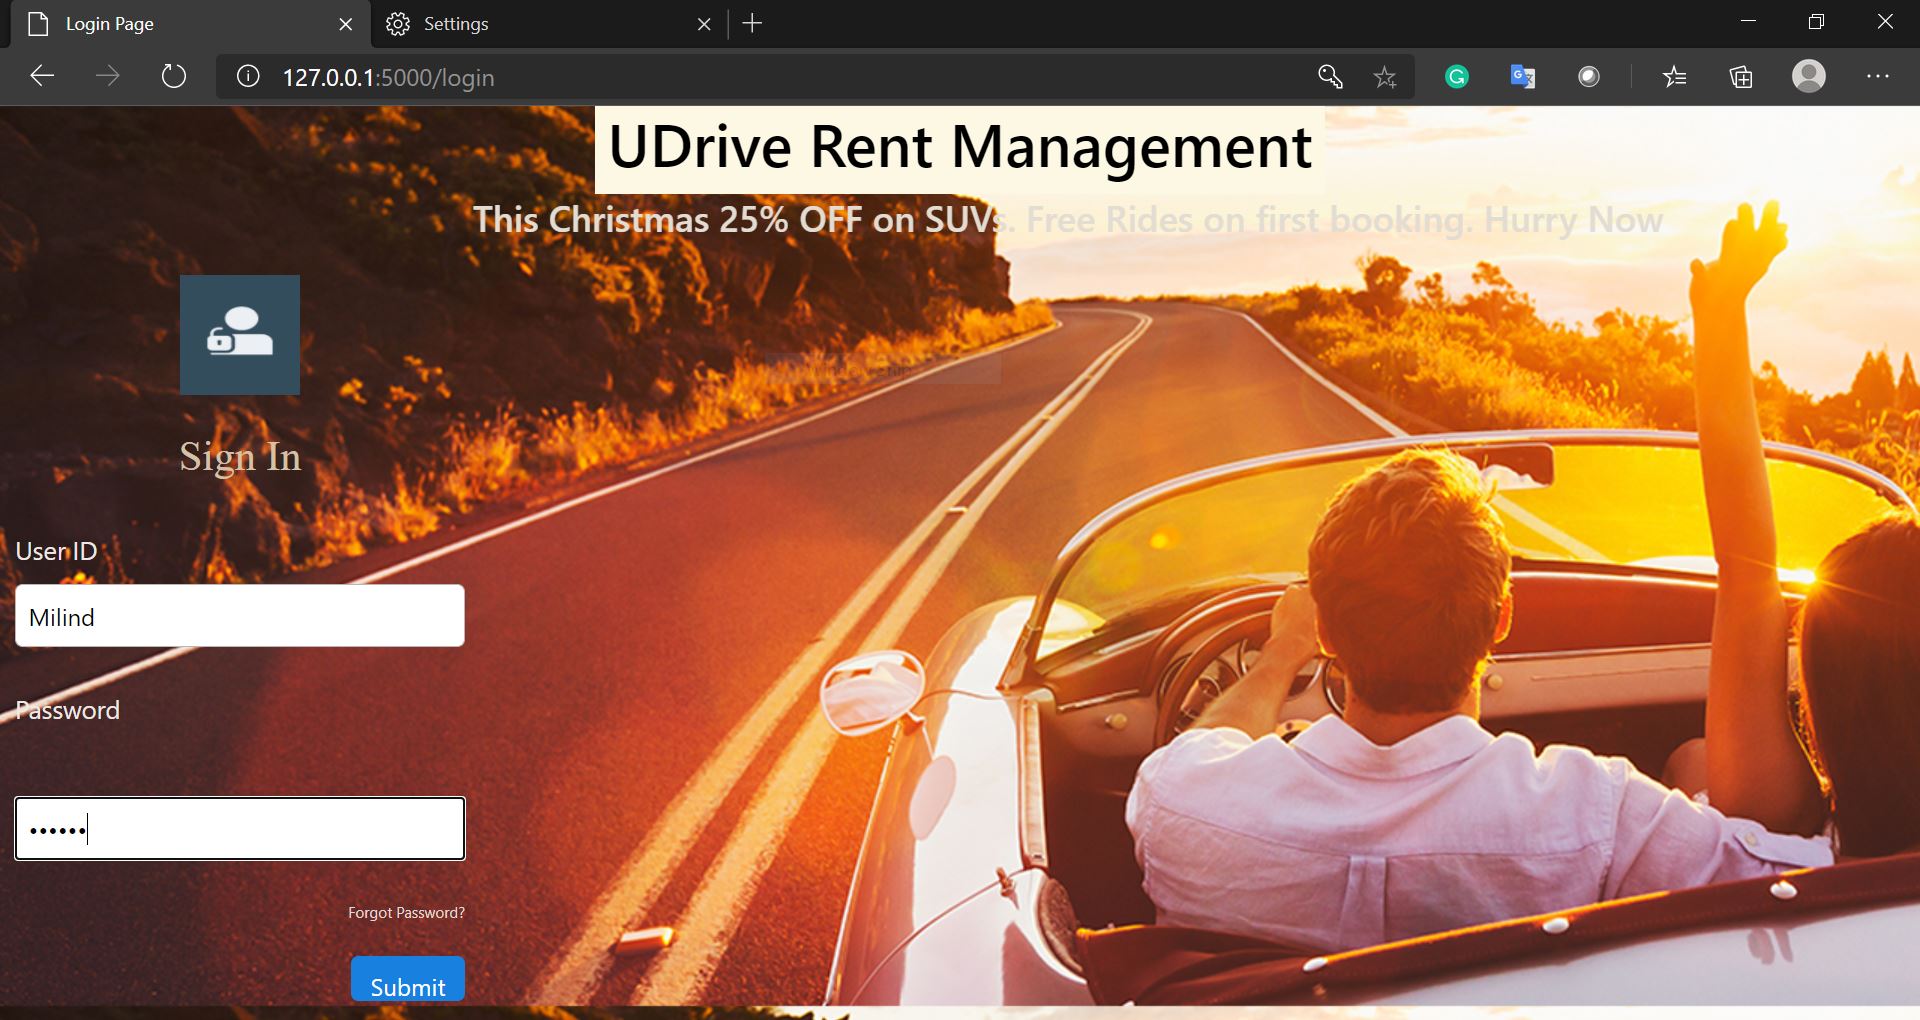 Login Page
Settings
127.0.0.1:5000/login
UDrive Rent Management
This Christmas 25% OFF on SUVs. Free Rides on first booking. Hurry Now
Sign In
User ID
Milind
Password
Forgot Password?
Submit